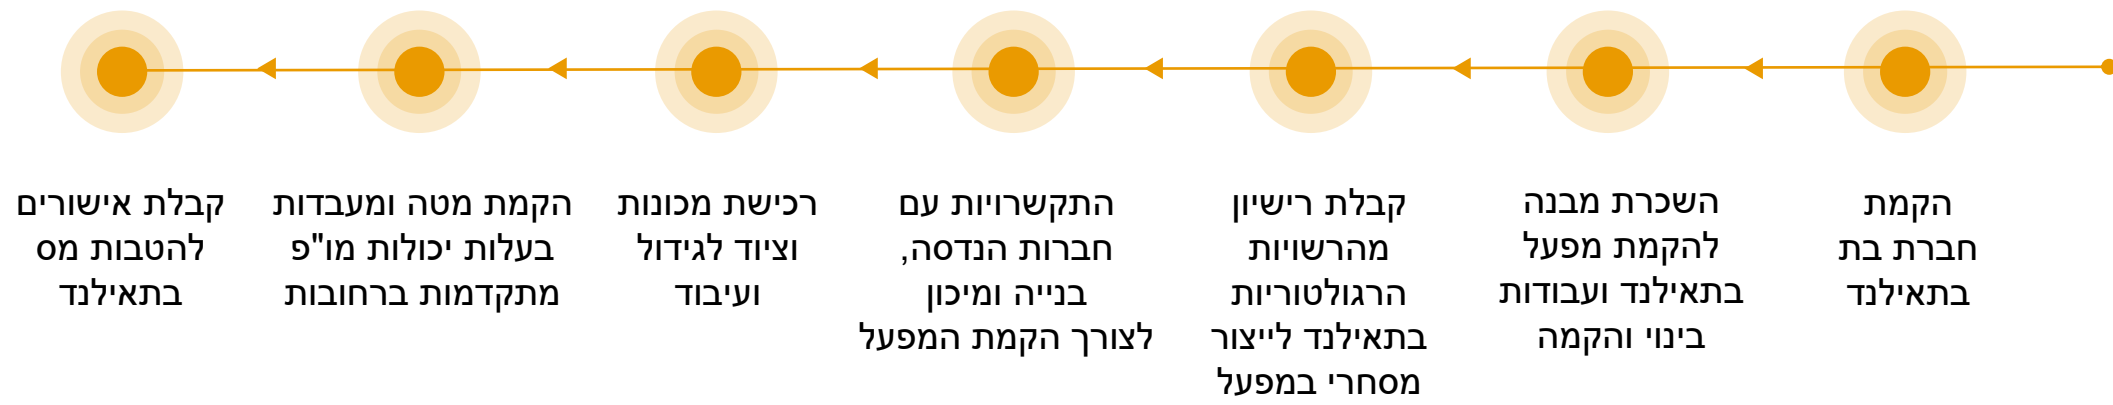 הקמת
חברת בת
בתאילנד
השכרת מבנה
להקמת מפעל
בתאילנד ועבודות
בינוי והקמה
קבלת רישיון
מהרשויות
הרגולטוריות
בתאילנד לייצור
מסחרי במפעל
התקשרויות עם
חברות הנדסה,
בנייה ומיכון
לצורך הקמת המפעל
רכישת מכונות
וציוד לגידול
ועיבוד
הקמת מטה ומעבדות
בעלות יכולות מו"פ
מתקדמות ברחובות
קבלת אישורים
להטבות מס
בתאילנד